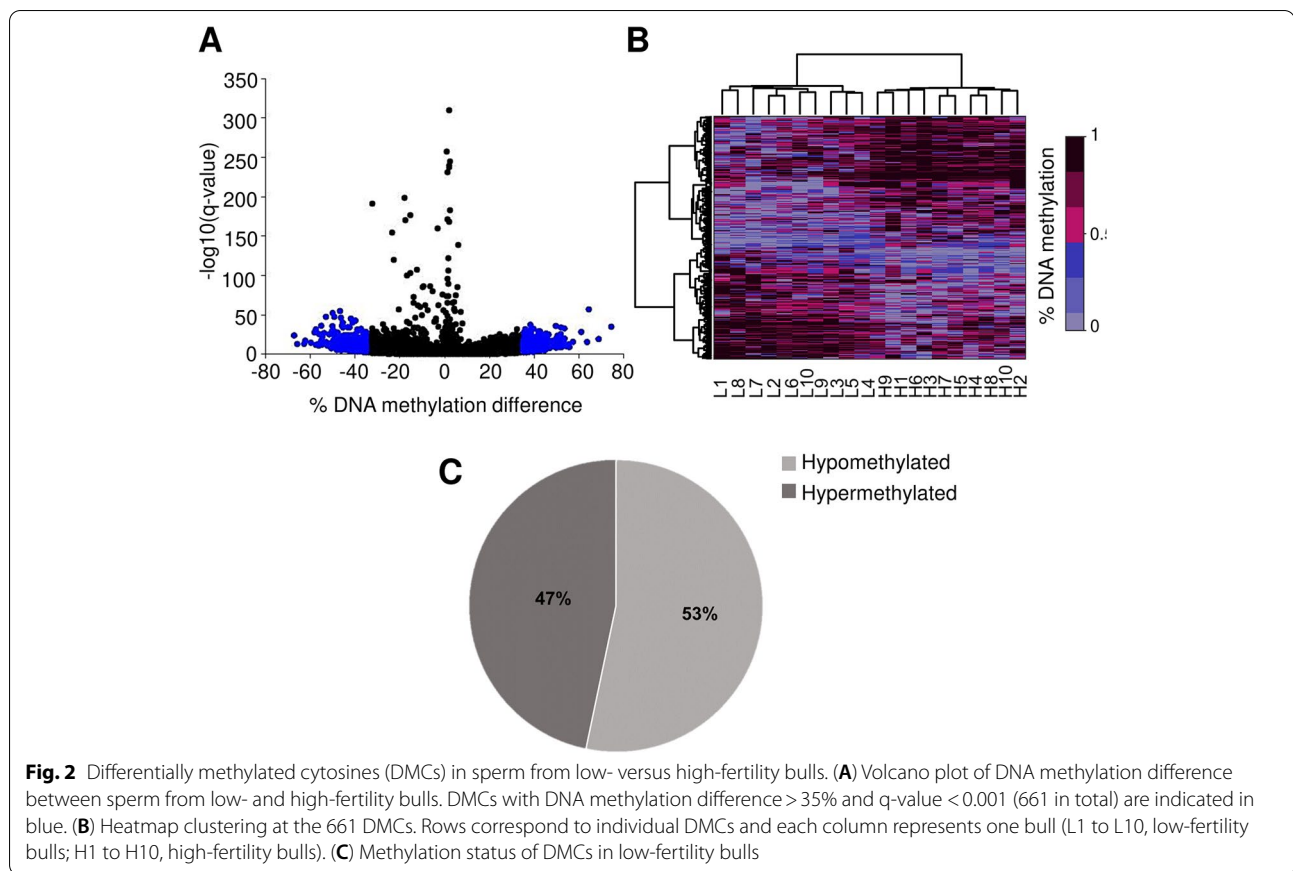 A
350
300
250
200
150
100
50
0
-log10(q-value)
-80 -60 -40 -20 0 20 40 60 80
% DNA methylation difference
B
L1 L8 L7 L2 L6 L10 L9 L3 L5 L4 H9 H1 H6 H3 H7 H5 H4 H8 H10 H2
% DNA methylation
1
0.5
0
C
47%
53%
Hypomethylated
Hypermethylated
Fig. 2 Differentially methylated cytosines (DMCs) in sperm from low- versus high-fertility bulls. (A) Volcano plot of DNA methylation difference
between sperm from low- and high-fertility bulls. DMCs with DNA methylation difference > 35% and q-value < 0.001 (661 in total) are indicated in
blue. (B) Heatmap clustering at the 661 DMCs. Rows correspond to individual DMCs and each column represents one bull (L1 to L10, low-fertility
bulls; H1 to H10, high-fertility bulls). (C) Methylation status of DMCs in low-fertility bulls